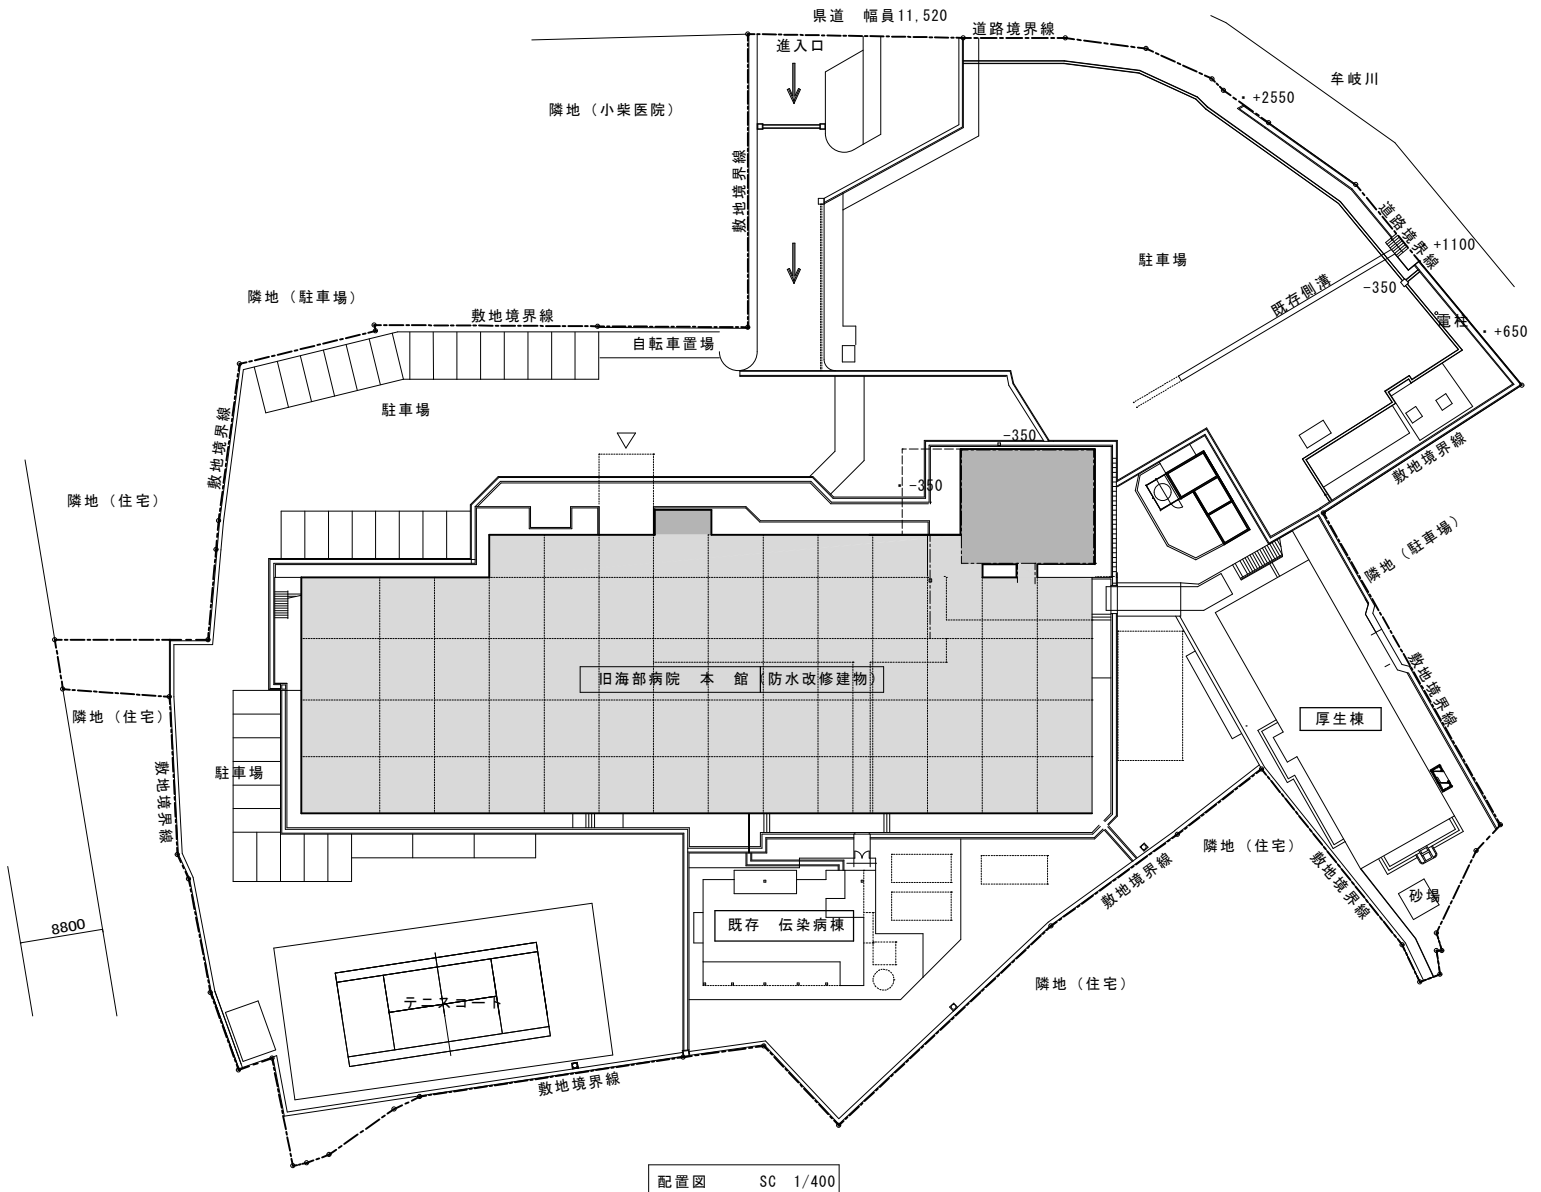 県道　幅員11,520
道路境界線
進入口
牟岐川
+2550
隣地（小柴医院）
敷地境界線
道路境界線
+1100
駐車場
-350
既存側溝
電柱
+650
隣地（駐車場）
敷地境界線
自転車置場
駐車場
敷地境界線
-350
-350
敷地境界線
隣地（住宅）
隣地（駐車場）
旧海部病院　本　館（防水改修建物）
敷地境界線
隣地（住宅）
厚生棟
駐車場
敷地境界線
隣地（住宅）
敷地境界線
敷地境界線
砂場
8800
既存　伝染病棟
テニスコート
隣地（住宅）
敷地境界線
配置図　　　SC　1/400